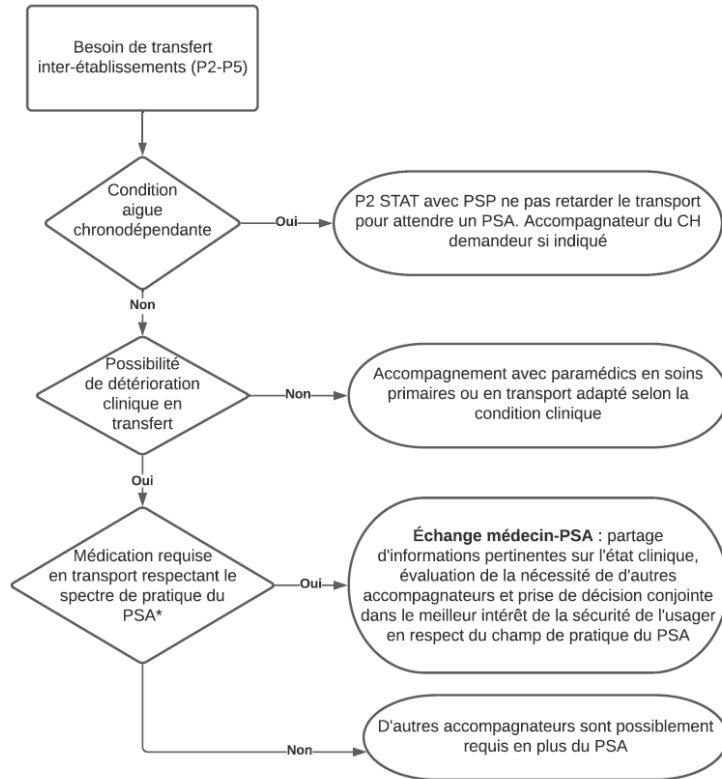 Besoin de transfert
inter-établissements (P2-P5)
Condition
aigue
chronodépendante
Oui
P2 STAT avec PSP ne pas retarder le transport
pour attendre un PSA. Accompagnateur du CH
demandeur si indiqué
Non
Possibilité
de détérioration
clinique en
transfert
Non
Accompagnement avec paramédics en soins
primaires ou en transport adapté selon la
condition clinique
Oui
Médication requise
en transport respectant le
spectre de pratique du
PSA*
Oui
Échange médecin-PSA : partage
d'informations pertinentes sur l'état clinique,
évaluation de la nécessité de d'autres
accompagnateurs et prise de décision conjointe
dans le meilleur intérêt de la sécurité de l'usager
en respect du champ de pratique du PSA
Non
D'autres accompagnateurs sont possiblement
requis en plus du PSA